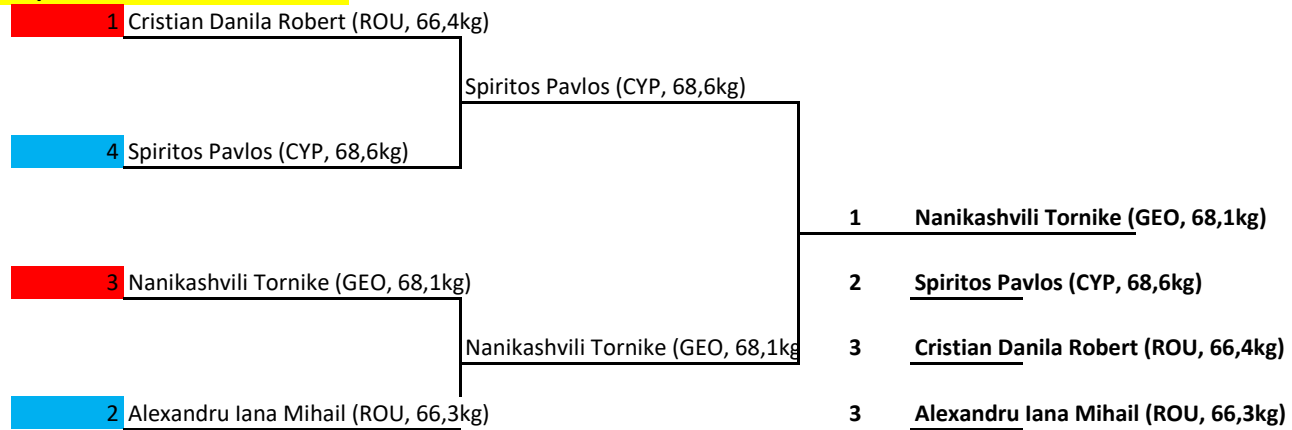 1 Cristian Danila Robert (ROU, 66,4kg)
Spiritos Pavlos (CYP, 68,6kg)
4 Spiritos Pavlos (CYP, 68,6kg)
1 Nanikashvili Tornike (GEO, 68,1kg)
3 Nanikashvili Tornike (GEO, 68,1kg)
2 Spiritos Pavlos (CYP, 68,6kg)
Nanikashvili Tornike (GEO, 68,1kg
3 Cristian Danila Robert (ROU, 66,4kg)
2 Alexandru Iana Mihail (ROU, 66,3kg)
3 Alexandru Iana Mihail (ROU, 66,3kg)